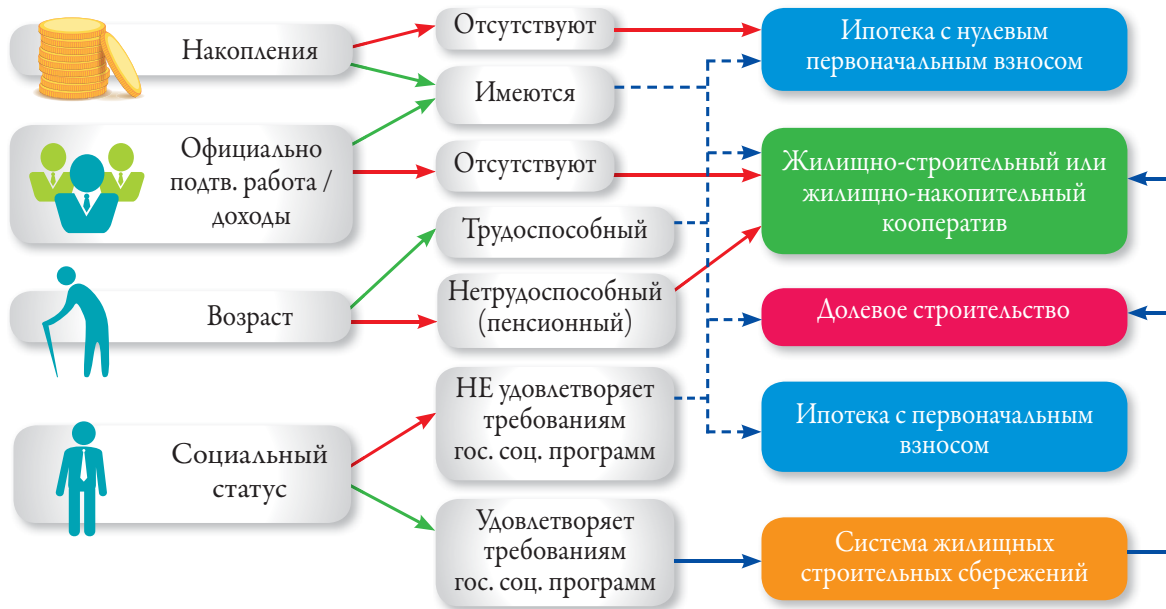 Накопления
Официально
подтв. работа /
доходы
Возраст
Социальный
статус
Отсутствуют
Имеются
Отсутствуют
Трудоспособный
Нетрудоспособный
(пенсионный)
НЕ удовлетворяет
требованиям
гос. соц. программ
Удовлетворяет
требованиям
гос. соц. программ
Ипотека с нулевым
первоначальным взносом
Жилищно-строительный или
жилищно-накопительный
кооператив
Долевое строительство
Ипотека с первоначальным
взносом
Система жилищных
строительных сбережений